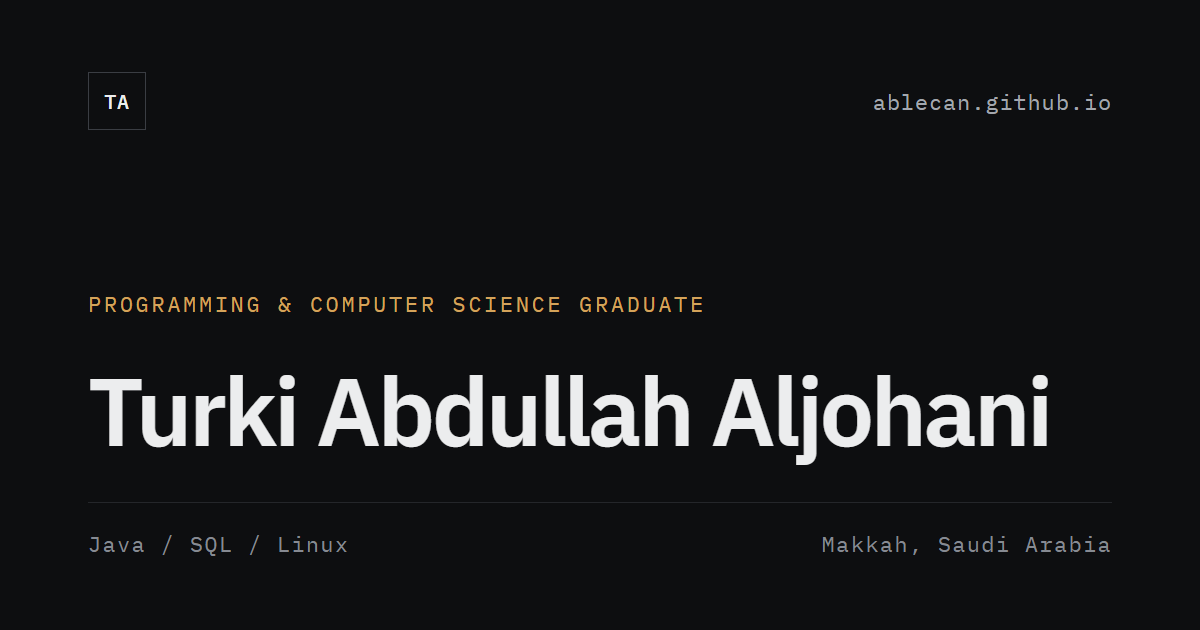 TA
ablecan.github.io
PROGRAMMING & COMPUTER SCIENCE GRADUATE
Turki Abdullah Aljohani
Java / SQL / Linux
Makkah, Saudi Arabia